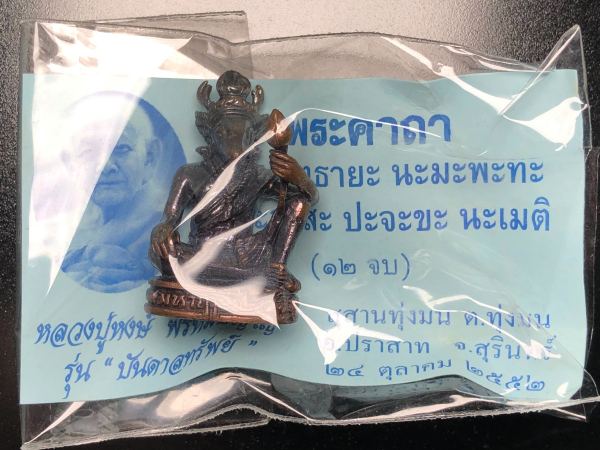 พระคาถา
ธายะ นะมะพะทะ
สะ ปะจะขะ นะเมติ
(๑๒ จบ)
หลวงปู่หงษ์
รุ่น "บันดาลทรัพย์"
สุสานทุ่งมน ต.ทุ่งมน
อ.ปราสาท จ.สุรินทร์
๒๔ ตุลาคม ๒๕๕๒